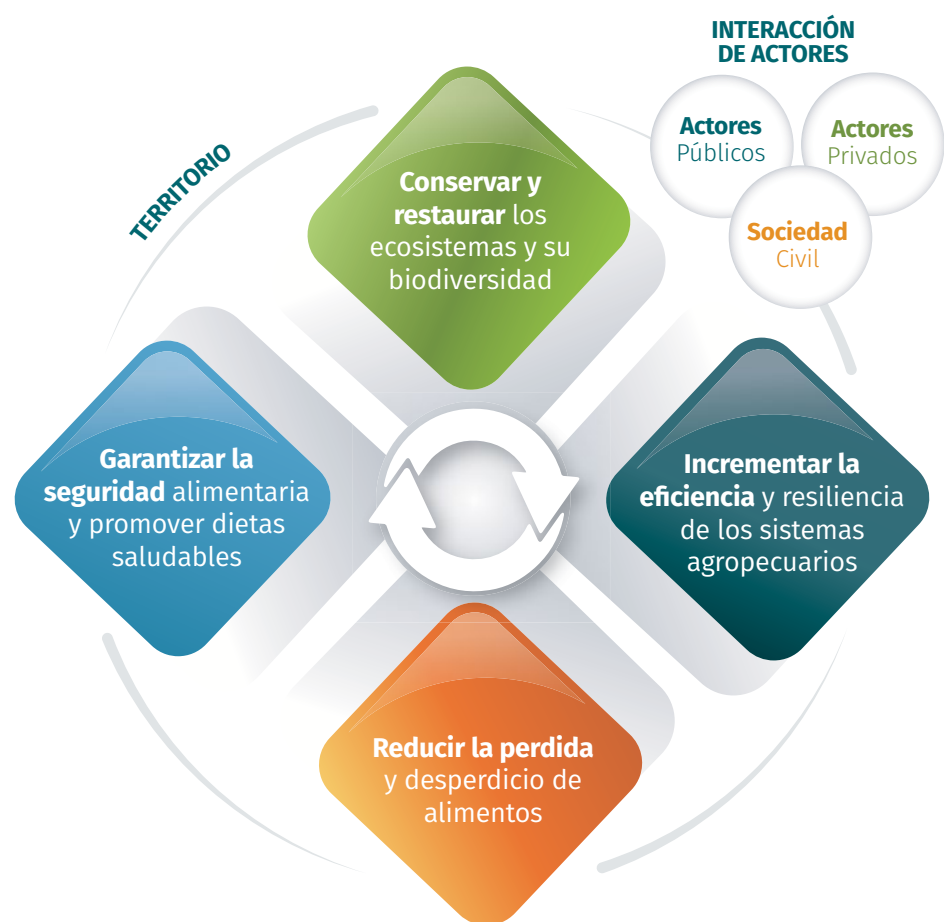 INTERACCIÓN
DE ACTORES
Actores
Públicos
Actores
Privados
Sociedad
Civil
TERRITORIO
Conservar y
restaurar los
ecosistemas y su
biodiversidad
Garantizar la
seguridad alimentaria
y promover dietas
saludables
Incrementar la
eficiencia y resiliencia
de los sistemas
agropecuarios
Reducir la perdida
y desperdicio de
alimentos